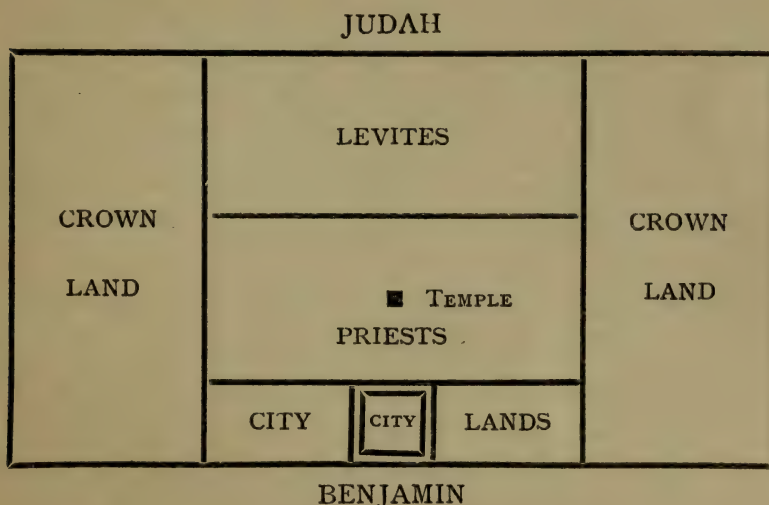 JUDAH
LEVITES
CROWN
LAND
CROWN
LAND
TEMPLE
PRIESTS
CITY
CITY
LANDS
BENJAMIN